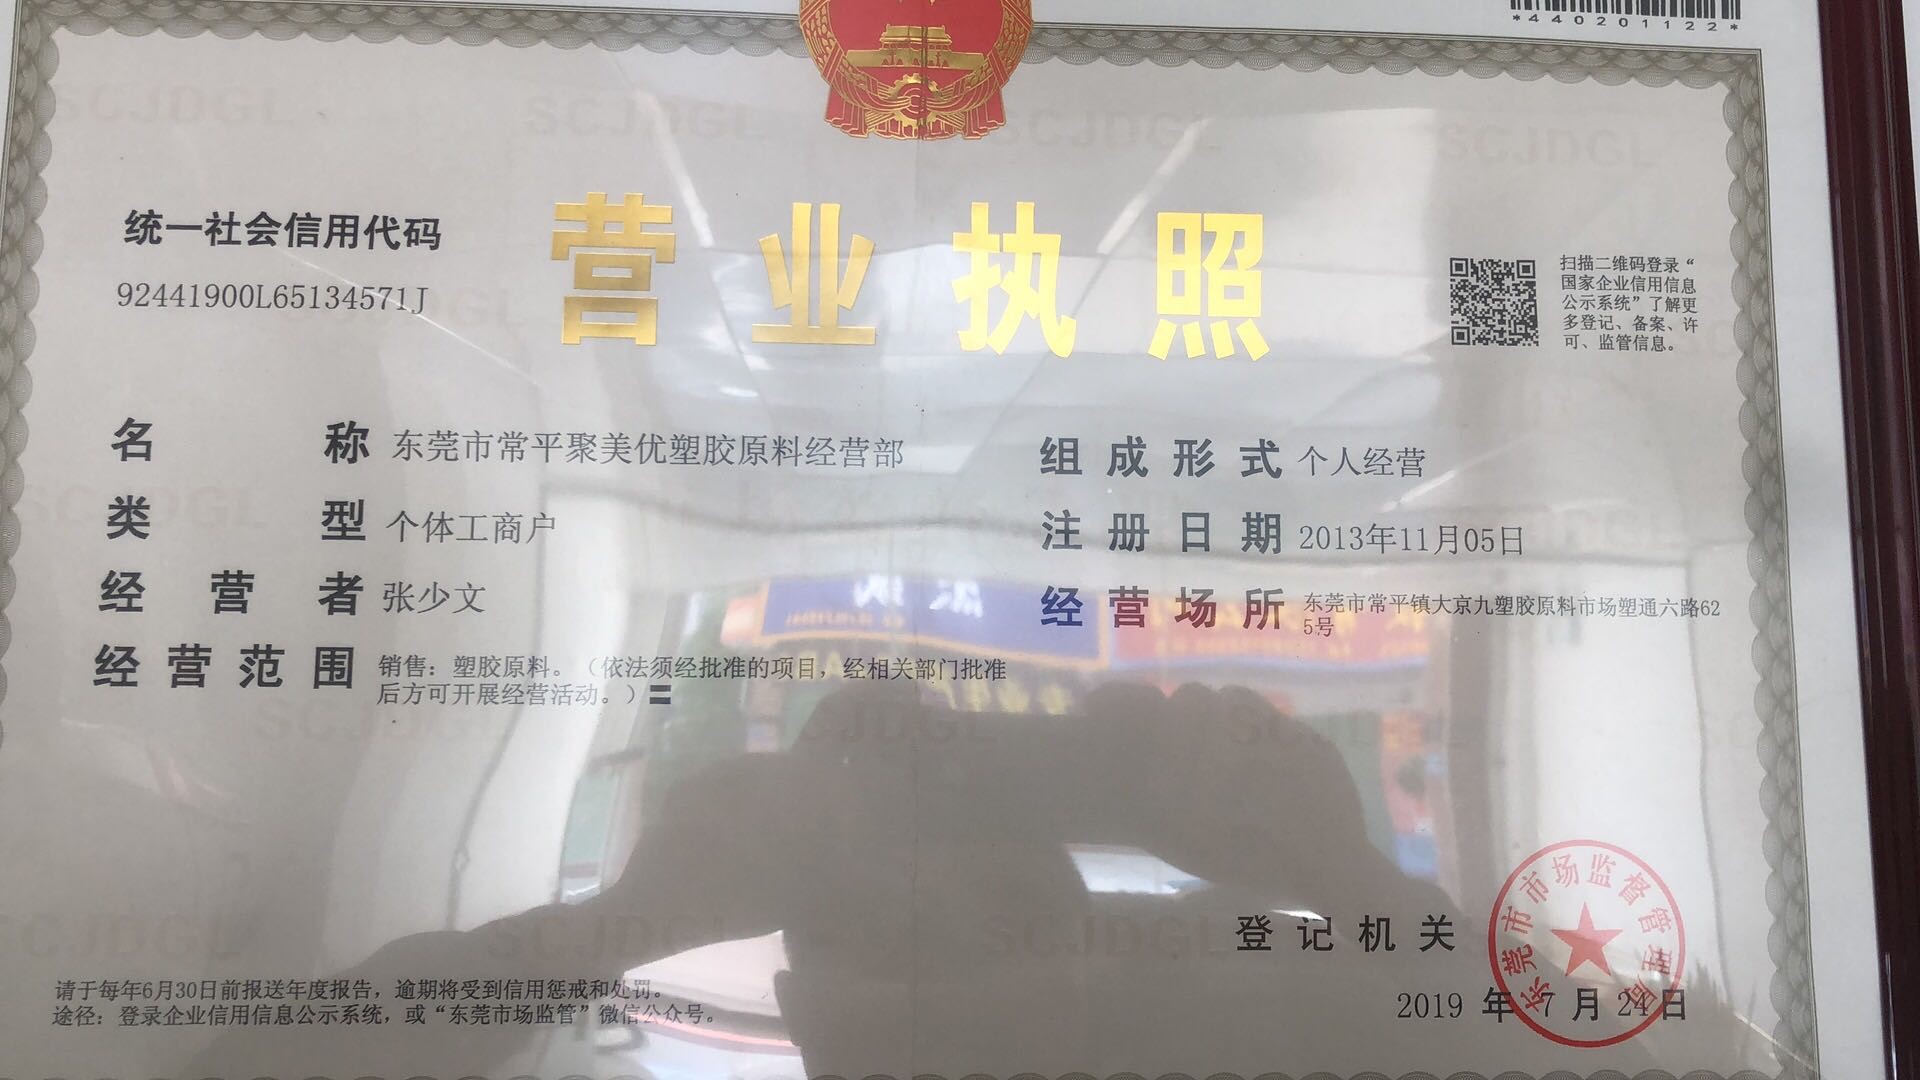 *440201122*
统一社会信用代码
92441900L65134571J
营业执照
扫描二维码登录“
国家企业信用信息
公示系统”了解更
多登记、备案、许
可、监管信息。
名称 东莞市常平聚美优塑胶原料经营部
类型 个体工商户
经营者 张少文
经营范围 销售：塑胶原料。（依法须经批准的项目，经相关部门批准
后方可开展经营活动。）〓
组成形式 个人经营
注册日期 2013年11月05日
经营场所 东莞市常平镇大京九塑胶原料市场塑通六路62
5号
登记机关
东莞市市场监督管理局
2019 年 7 月 24 日
请于每年6月30日前报送年度报告，逾期将受到信用惩戒和处罚。
途径：登录企业信用信息公示系统，或“东莞市场监管”微信公众号。
SCJDGL